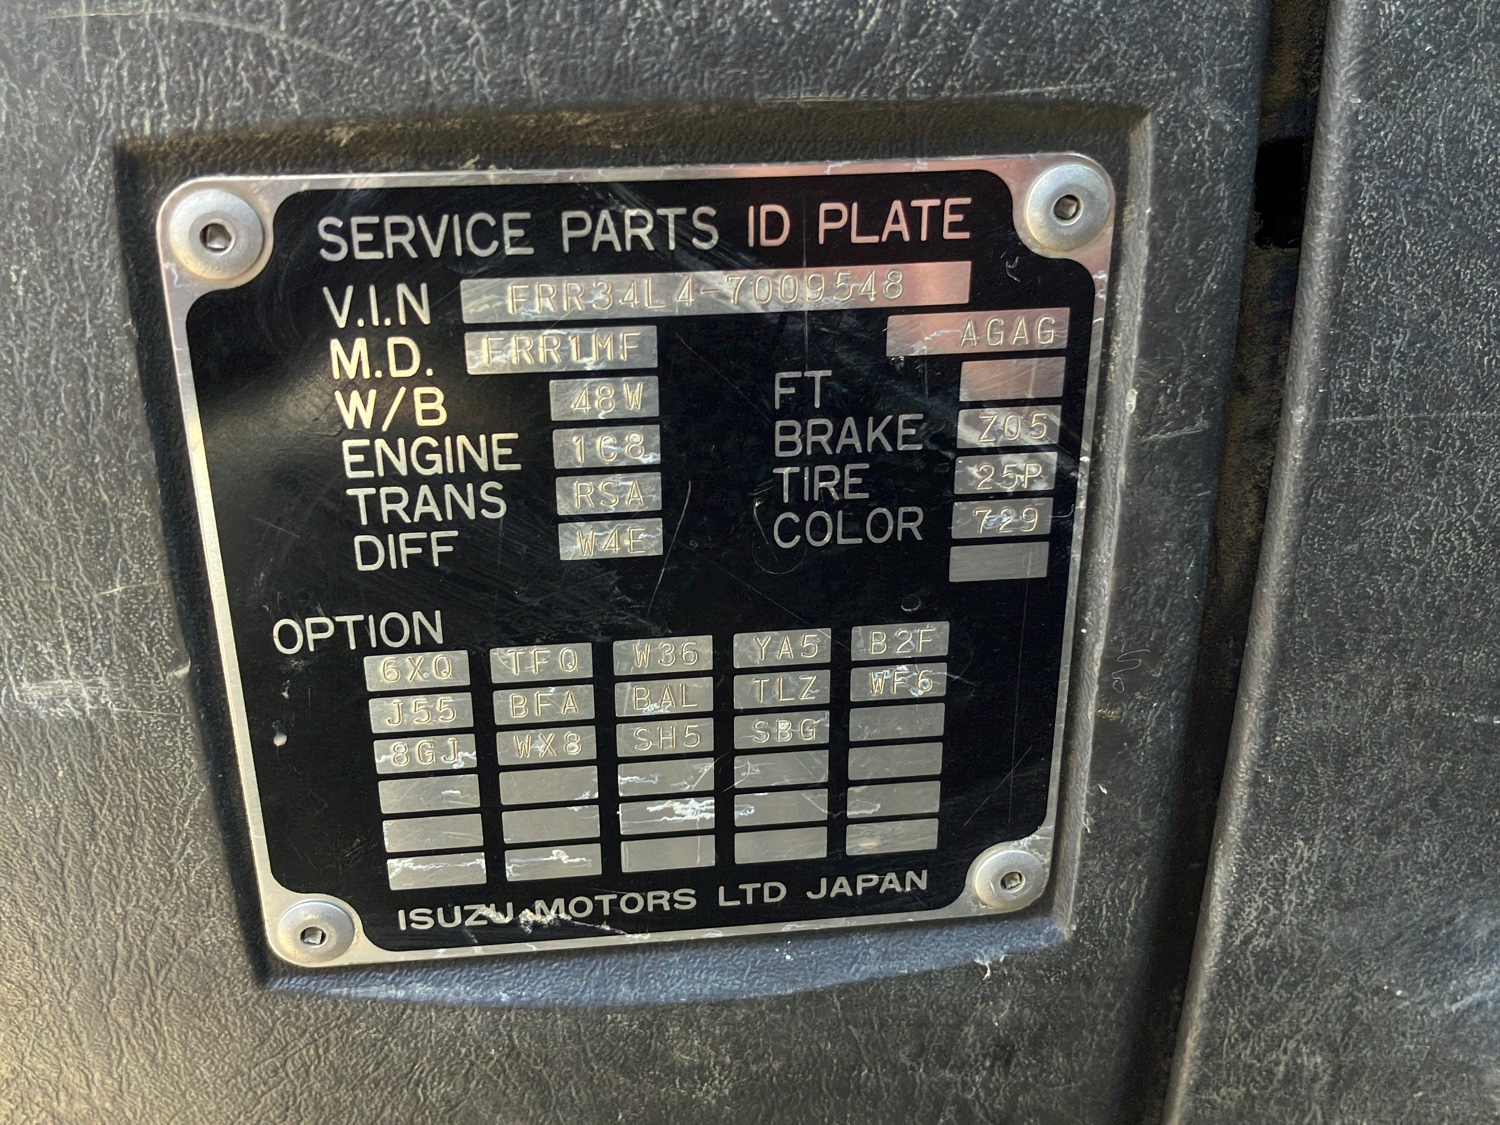 SERVICE PARTS ID PLATE
V.I.N FRR34L4-7009548
M.D. FRR1MF AGAG
W/B 48W FT
ENGINE 1C8 BRAKE Z05
TRANS RSA TIRE 25P
DIFF W4E COLOR 729
OPTION
6XQ TFQ W36 YA5 B2F
J55 BFA BAL TLZ WF6
8GJ WX8 SH5 SBG
ISUZU MOTORS LTD JAPAN